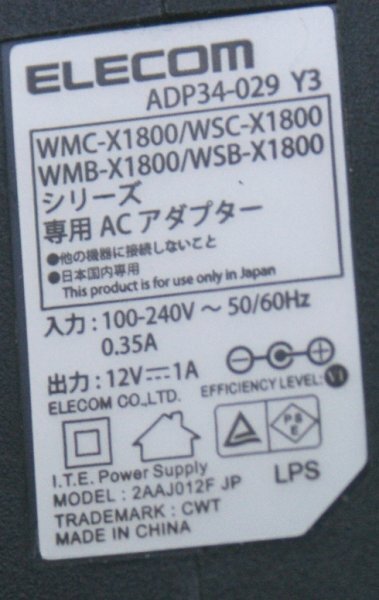 ELECOM
ADP34-029 Y3
WMC-X1800/WSC-X1800
WMB-X1800/WSB-X1800
シリーズ
専用 AC アダプター
●他の機器に接続しないこと
●日本国内専用
This product is for use only in Japan
入力 : 100-240V ～ 50/60Hz
0.35A
出力 : 12V⎓1A
EFFICIENCY LEVEL: VI
ELECOM CO.,LTD.
PSE
I.T.E. Power Supply
LPS
MODEL : 2AAJ012F JP
TRADEMARK : CWT
MADE IN CHINA